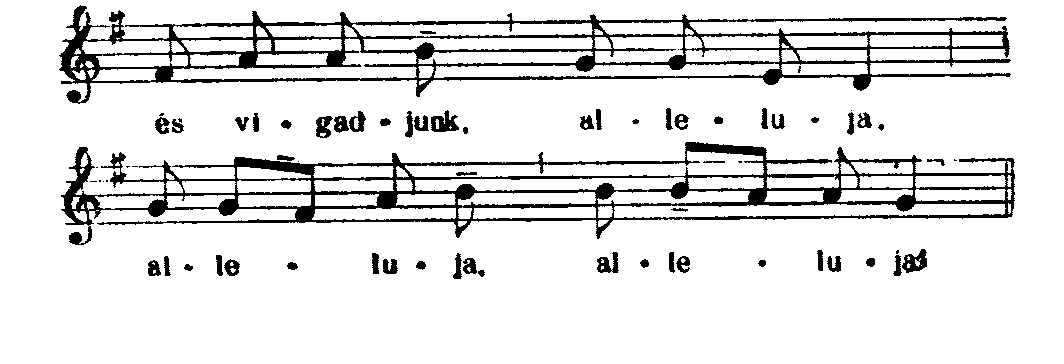 és vi - gad - junk, al - le - lu - ja,
al - le - lu - ja, al - le - lu - ja!